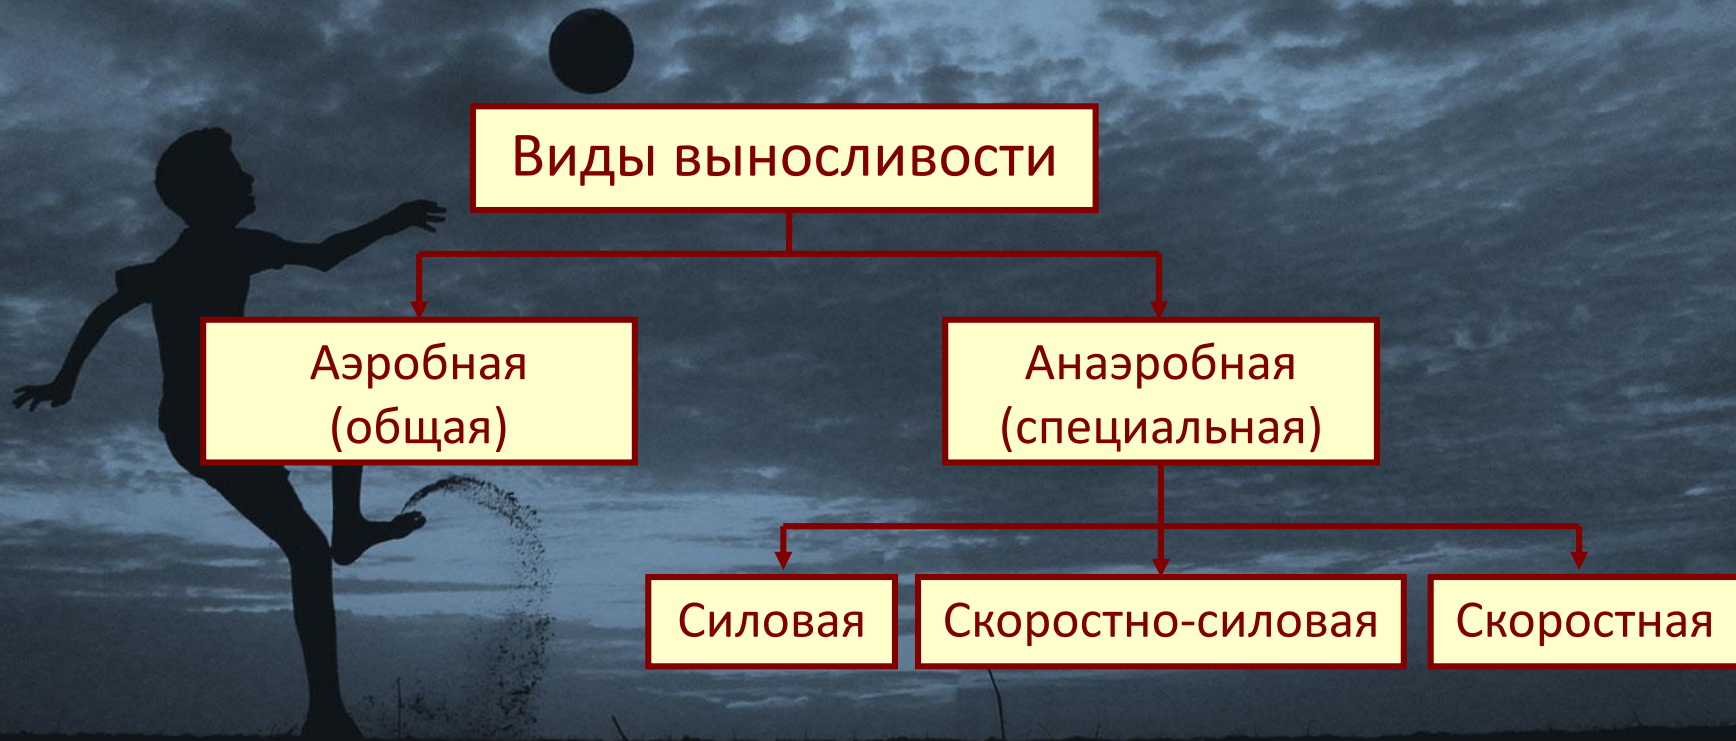 Виды выносливости
Аэробная
(общая)
Анаэробная
(специальная)
Силовая
Скоростно-силовая
Скоростная